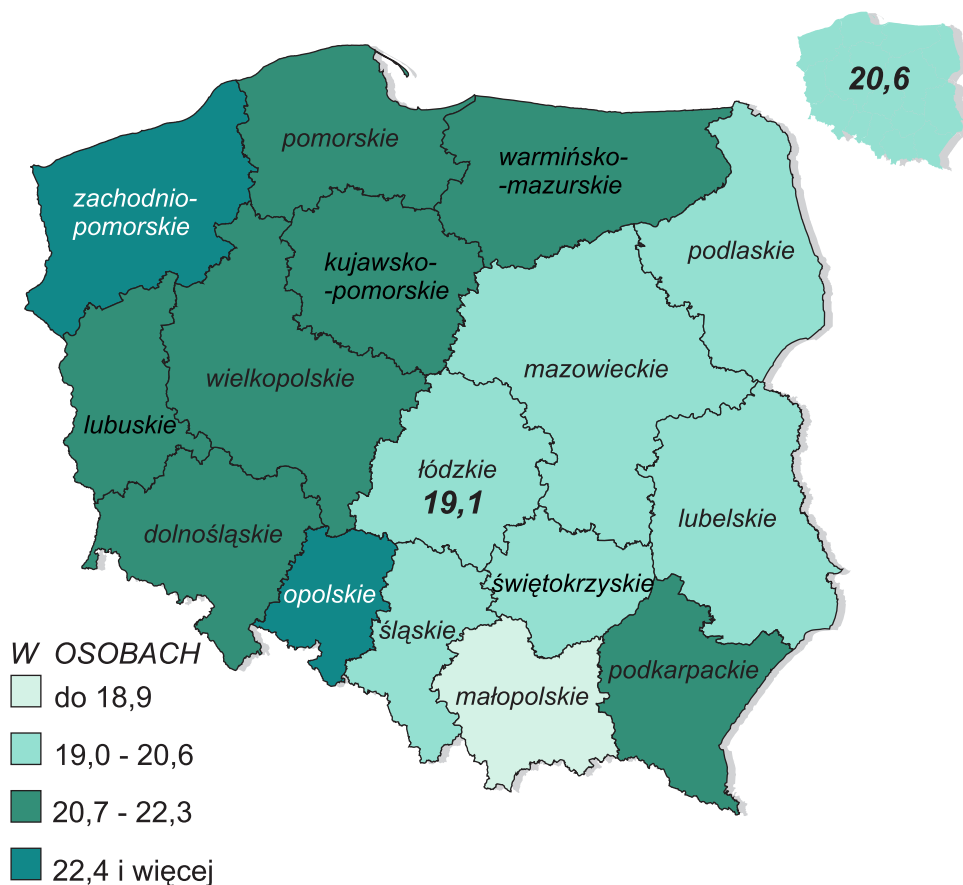 20,6
pomorskie
warmińsko-
-mazurskie
zachodnio-
pomorskie
podlaskie
kujawsko-
-pomorskie
mazowieckie
wielkopolskie
lubuskie
łódzkie
19,1
lubelskie
dolnośląskie
świętokrzyskie
opolskie
śląskie
podkarpackie
małopolskie
W OSOBACH
do 18,9
19,0 - 20,6
20,7 - 22,3
22,4 i więcej